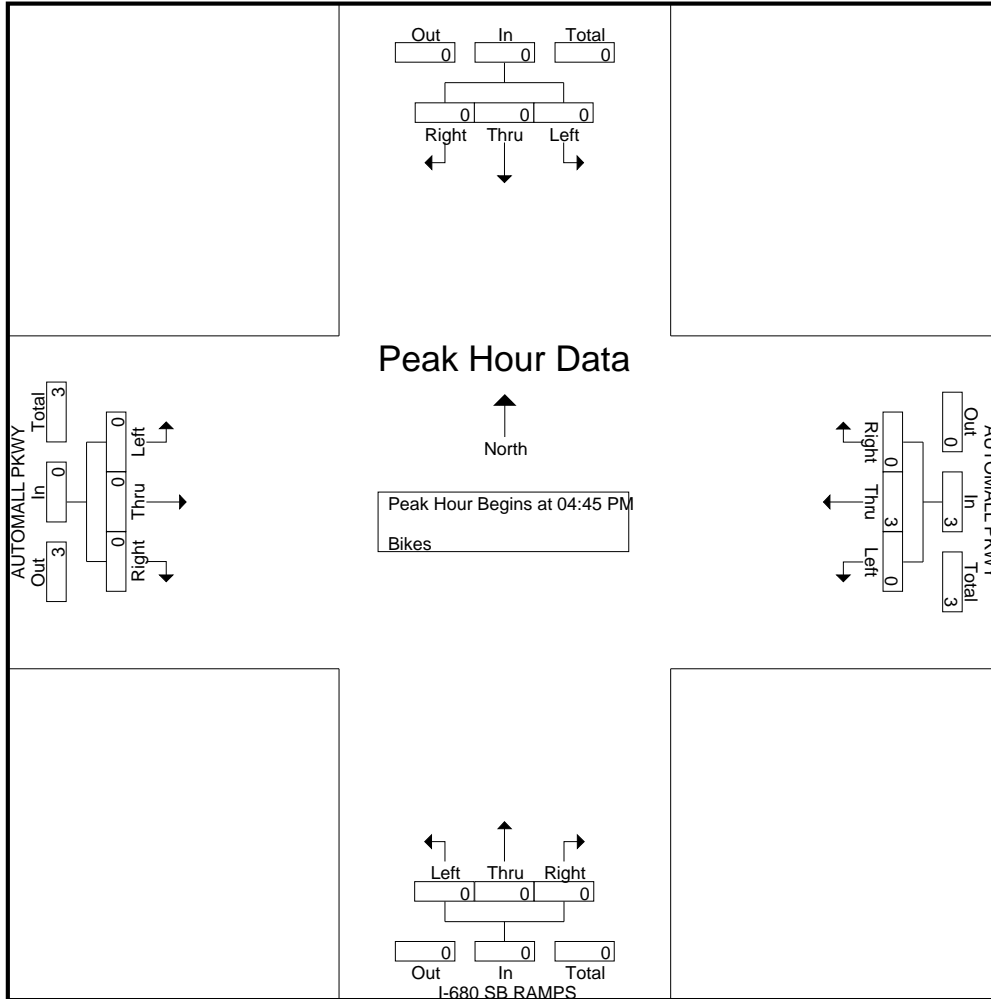 Out In Total
0 0 0
0 0 0
Right Thru Left
Peak Hour Data
North
Peak Hour Begins at 04:45 PM
Bikes
AUTOMALL PKWY
Total In Out
3 0 3
0 0 0
Left Thru Right
Right Thru Left
0 3 0
Out In Total
0 3 3
AUTOMALL PKWY
Left Thru Right
0 0 0
0 0 0
Out In Total
I-680 SB RAMPS